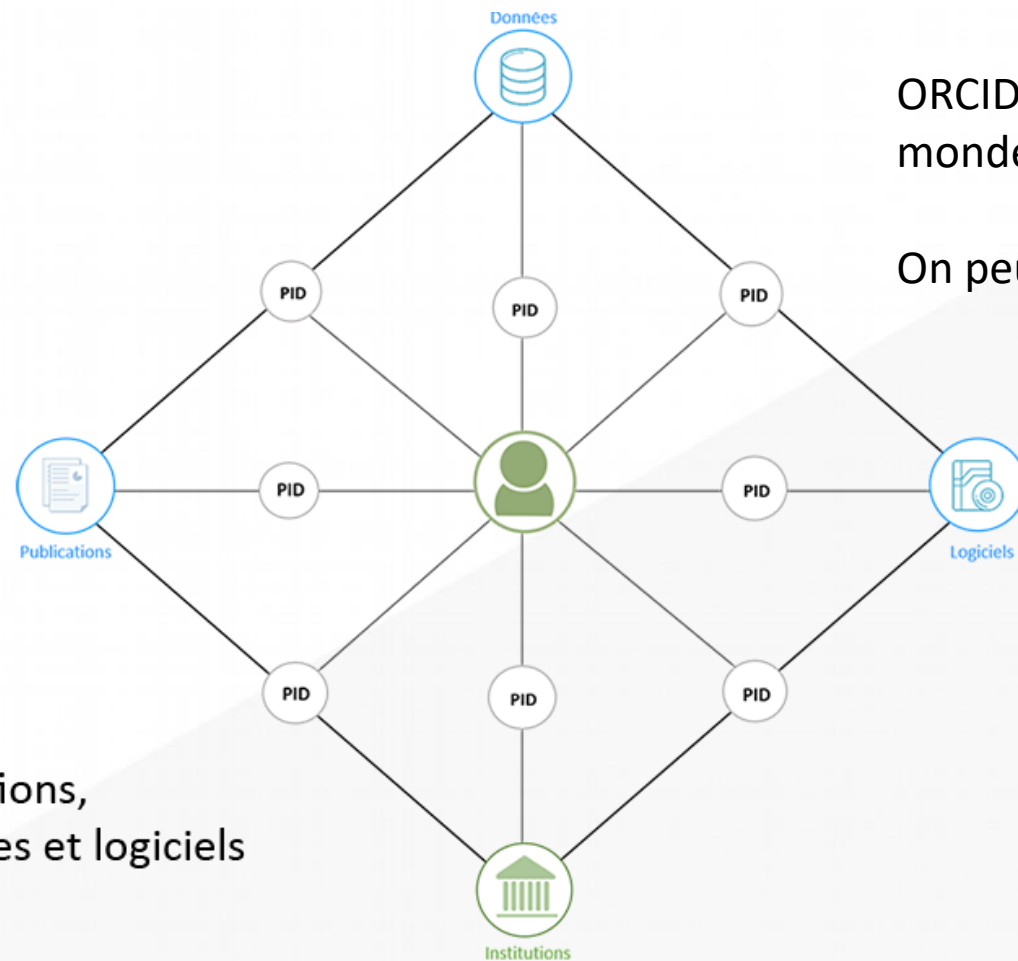 Données
ORCID
monde
On peu
PID
PID
PID
PID
PID
Publications
Logiciels
PID
PID
PID
ions,
es et logiciels
Institutions